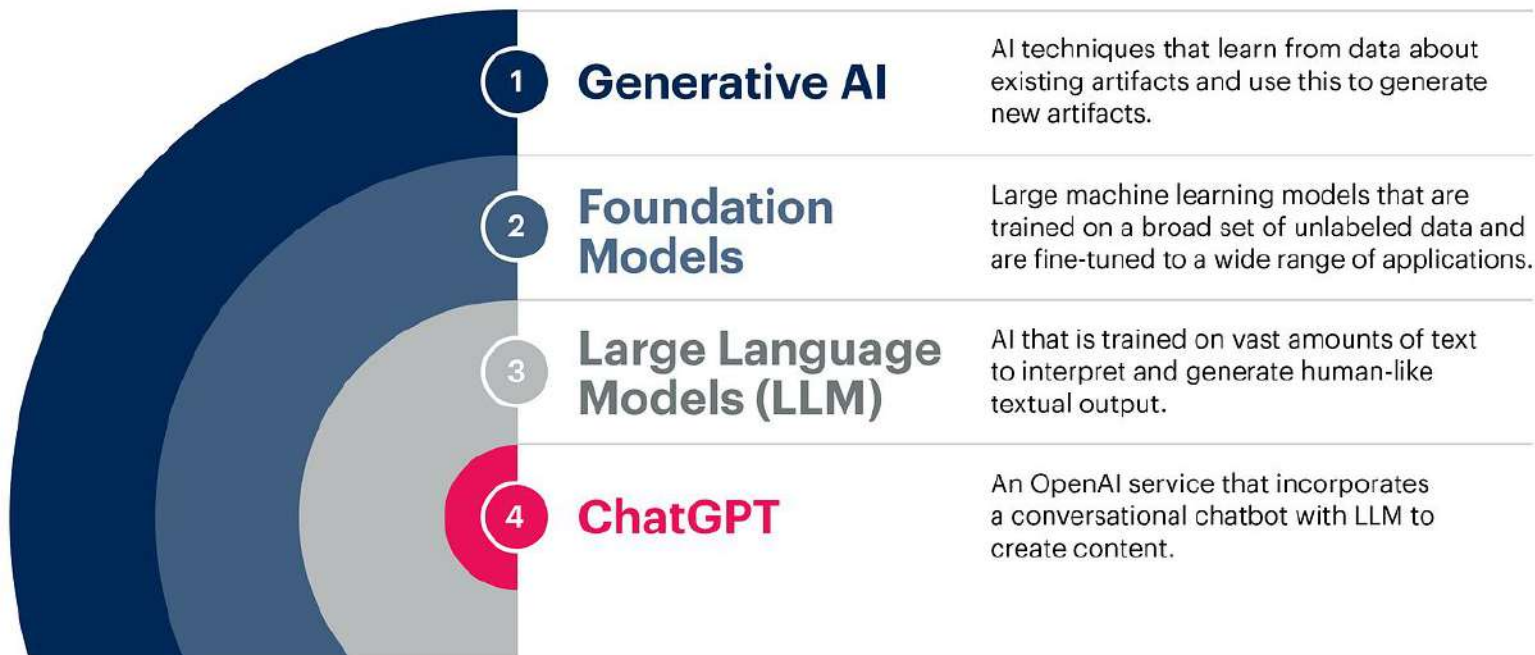 1
Generative AI
AI techniques that learn from data about
existing artifacts and use this to generate
new artifacts.
2
Foundation
Models
Large machine learning models that are
trained on a broad set of unlabeled data and
are fine-tuned to a wide range of applications.
3
Large Language
Models (LLM)
AI that is trained on vast amounts of text
to interpret and generate human-like
textual output.
4
ChatGPT
An OpenAI service that incorporates
a conversational chatbot with LLM to
create content.